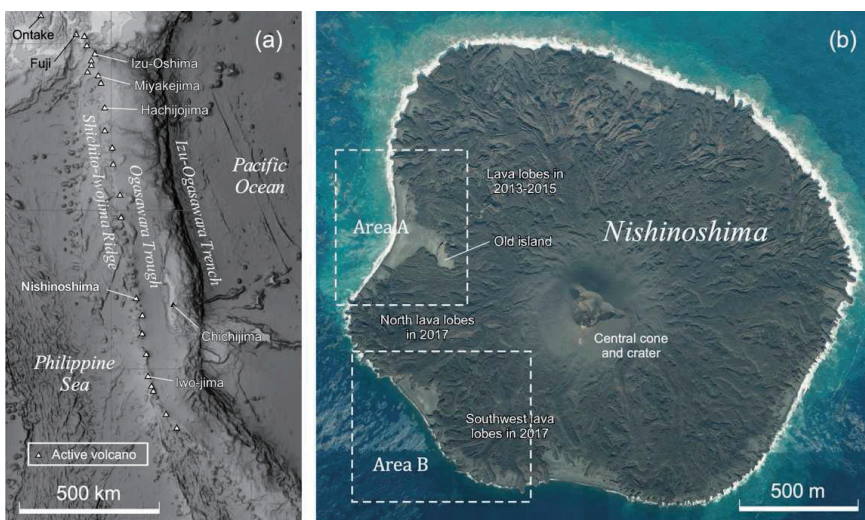 (a)
Ontake
Fuji
Izu-Oshima
Miyakejima
Hachijojima
Shichito-Iwojima Ridge
Ogasawara Trough
Izu-Ogasawara Trench
Pacific
Ocean
Nishinoshima
Chichijima
Philippine
Sea
Iwo-jima
Active volcano
500 km
(b)
Lava lobes in
2013-2015
Area A
Nishinoshima
Old island
North lava lobes
in 2017
Central cone
and crater
Southwest lava
lobes in 2017
Area B
500 m